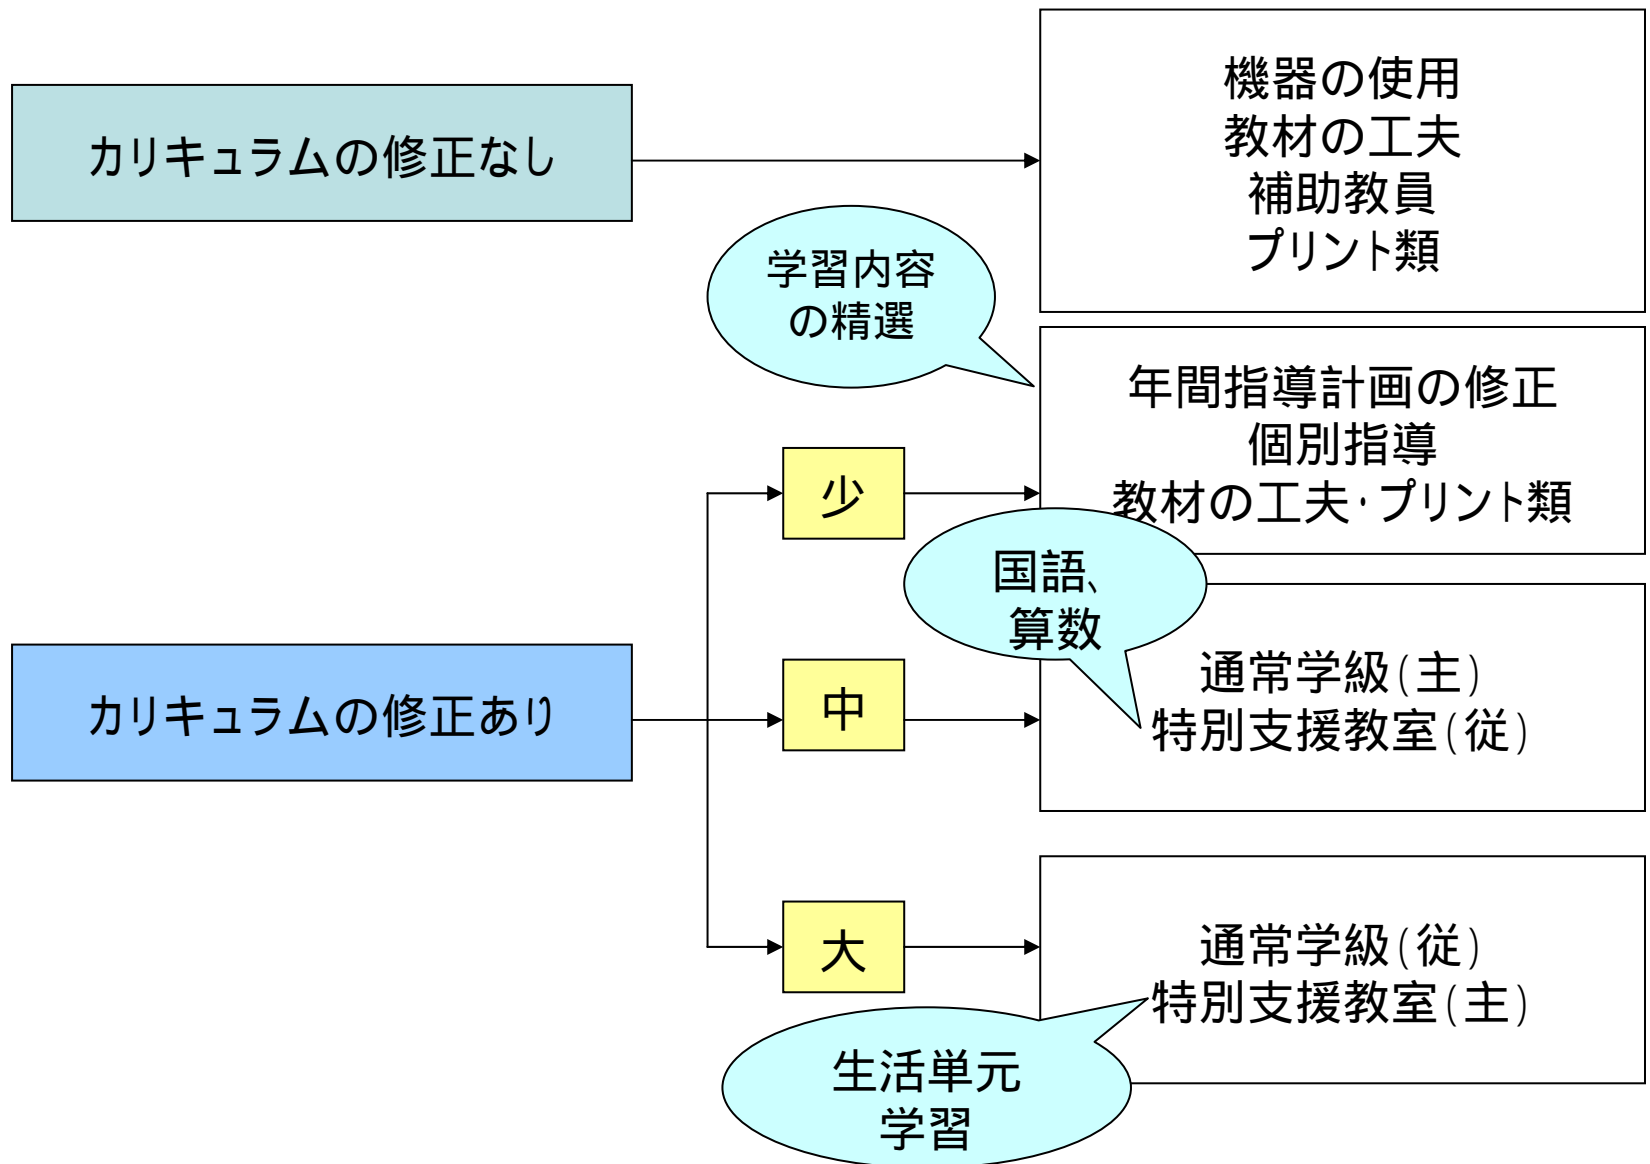 機器の使用
教材の工夫
補助教員
プリント類
カリキュラムの修正なし
学習内容
の精選
年間指導計画の修正
個別指導
教材の工夫・プリント類
少
国語、
算数
通常学級(主)
特別支援教室(従)
カリキュラムの修正あり
中
大
通常学級(従)
特別支援教室(主)
生活単元
学習